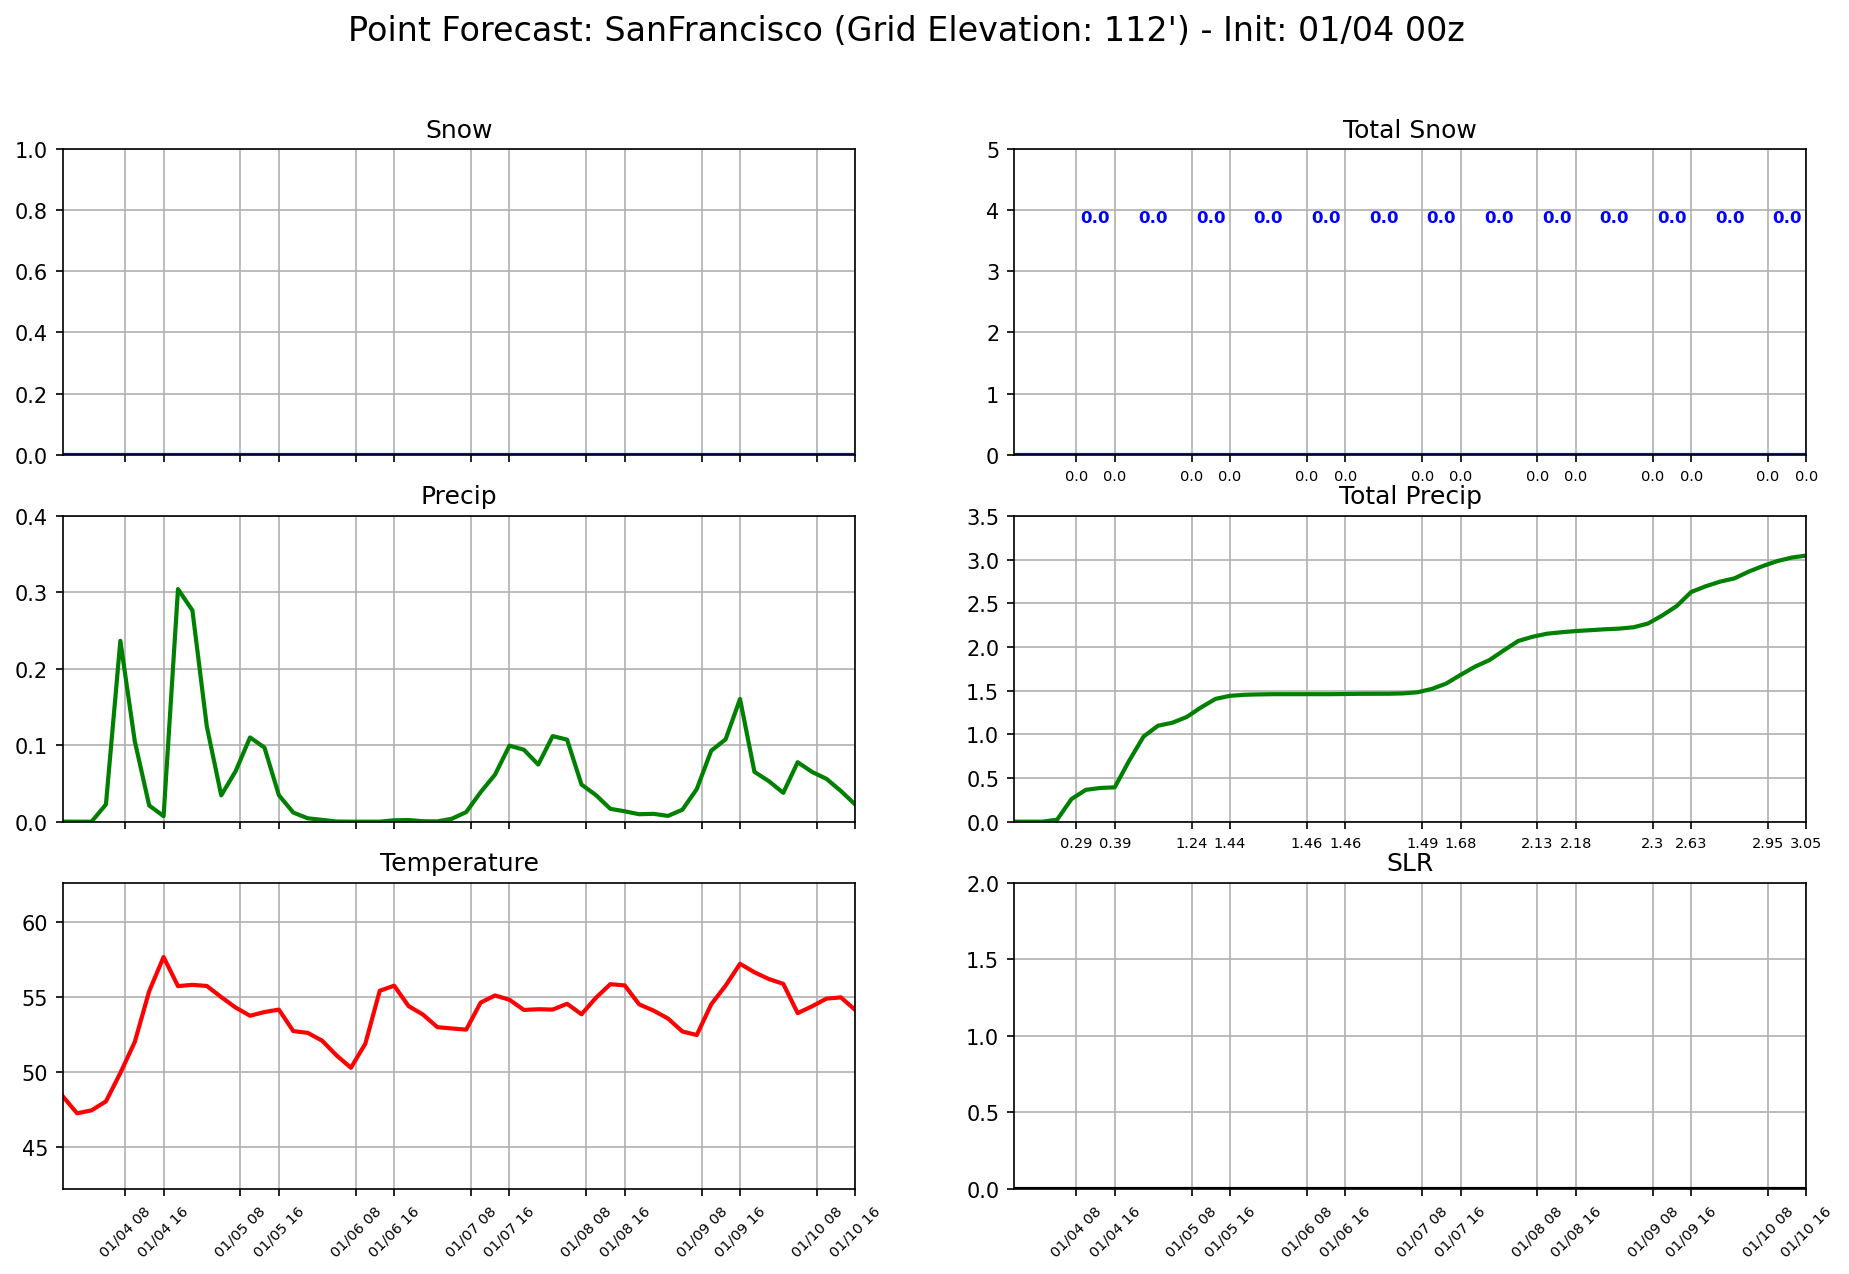 Point Forecast: SanFrancisco (Grid Elevation: 112') - Init: 01/04 00z
Snow
1.0
0.8
0.6
0.4
0.2
0.0
Total Snow
5
4
3
2
1
0
0.0 0.0 0.0 0.0 0.0 0.0 0.0 0.0 0.0 0.0 0.0 0.0 0.0
0.0 0.0 0.0 0.0 0.0 0.0 0.0 0.0 0.0 0.0 0.0 0.0 0.0 0.0
Precip
0.4
0.3
0.2
0.1
0.0
Total Precip
3.5
3.0
2.5
2.0
1.5
1.0
0.5
0.0
0.29 0.39 1.24 1.44 1.46 1.46 1.49 1.68 2.13 2.18 2.3 2.63 2.95 3.05
Temperature
60
55
50
45
01/04 08 01/04 16 01/05 08 01/05 16 01/06 08 01/06 16 01/07 08 01/07 16 01/08 08 01/08 16 01/09 08 01/09 16 01/10 08 01/10 16
SLR
2.0
1.5
1.0
0.5
0.0
01/04 08 01/04 16 01/05 08 01/05 16 01/06 08 01/06 16 01/07 08 01/07 16 01/08 08 01/08 16 01/09 08 01/09 16 01/10 08 01/10 16